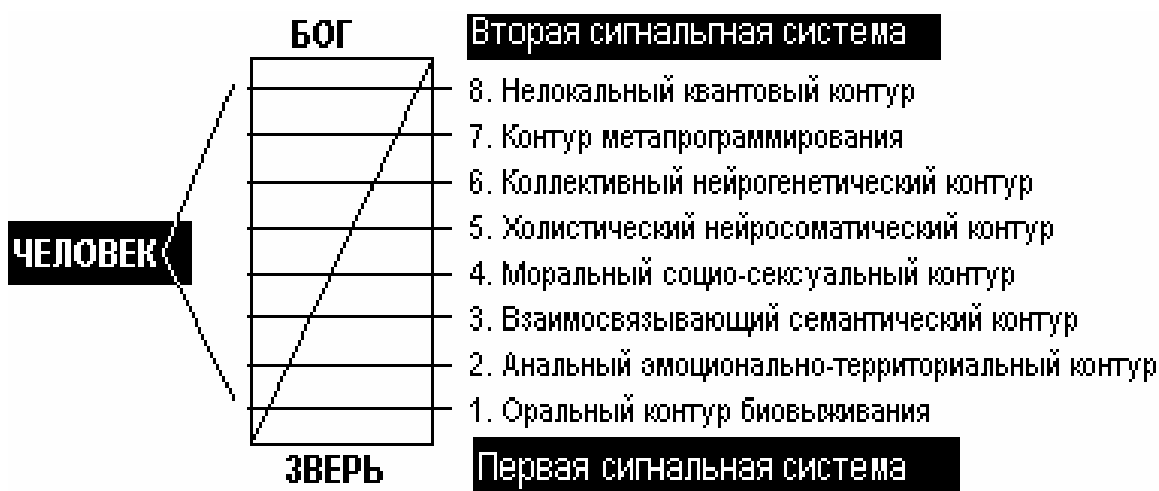 БОГ
Вторая сигнальгная система
8. Нелокальный квантовый контур
7. Контур метапрограммирования
6. Коллективный нейрогенетический контур
5. Холистический нейросоматический контур
ЧЕЛОВЕК
4. Моральный социо-сексуальный контур
3. Взаимосвязывающий семантический контур
2. Анальный эмоционально-территориальный контур
1. Оральный контур биовыживания
ЗВЕРЬ
Первая сигнальная система